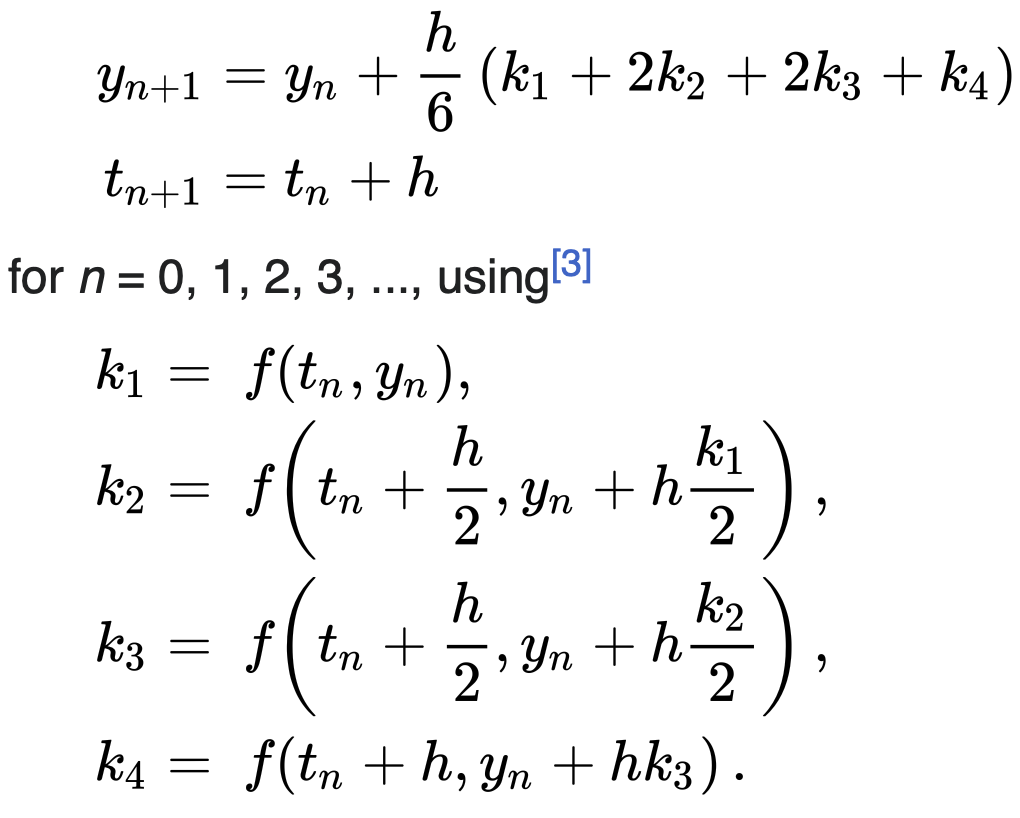 $y_{n+1} = y_n + \frac{h}{6}\left(k_1 + 2k_2 + 2k_3 + k_4\right)$
$t_{n+1} = t_n + h$
for n = 0, 1, 2, 3, ..., using[3]
$k_1 = f(t_n, y_n),$
$k_2 = f\left(t_n + \frac{h}{2}, y_n + h\frac{k_1}{2}\right),$
$k_3 = f\left(t_n + \frac{h}{2}, y_n + h\frac{k_2}{2}\right),$
$k_4 = f(t_n + h, y_n + hk_3).$